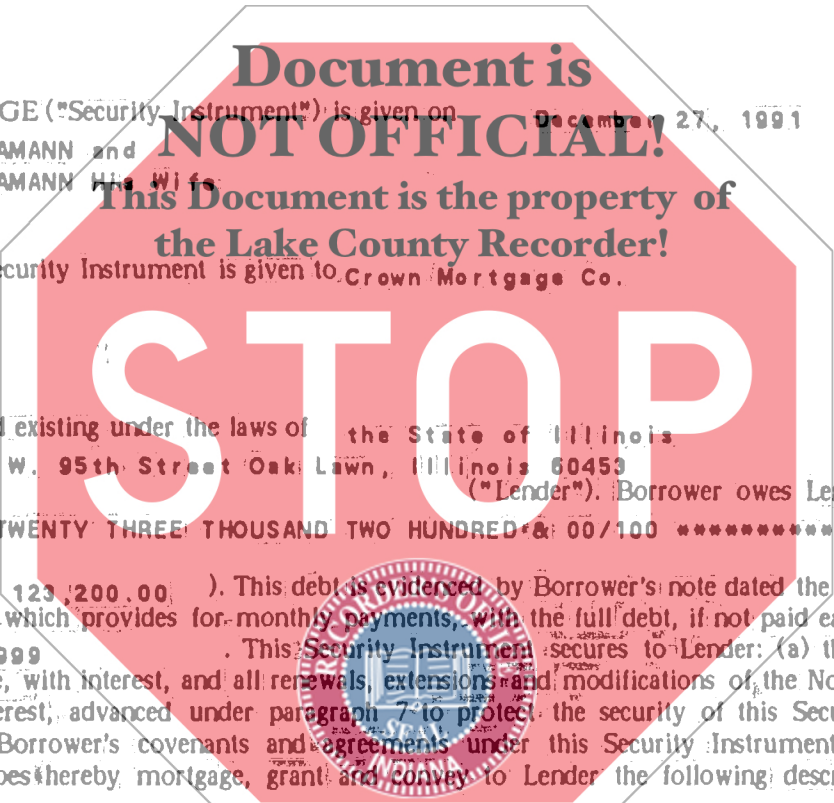 Document is
GE ("Security Instrument") is given on December 27, 1991
NOT OFFICIAL!
AMANN and
AMANN His Wife
This Document is the property of
the Lake County Recorder!
ecurity Instrument is given to Crown Mortgage Co.
STOP
existing under the laws of the State of Illinois
W. 95th Street Oak Lawn, Illinois 60453
("Lender"). Borrower owes Len
TWENTY THREE THOUSAND TWO HUNDRED & 00/100 ************
123,200.00 ). This debt is evidenced by Borrower's note dated the
which provides for monthly payments, with the full debt, if not paid ea
999 . This Security Instrument secures to Lender: (a) th
e, with interest, and all renewals, extensions and modifications of the No
erest, advanced under paragraph 7 to protect the security of this Secu
Borrower's covenants and agreements under this Security Instrument
oes hereby mortgage, grant and convey to Lender the following descr
SEAL
INDIANA